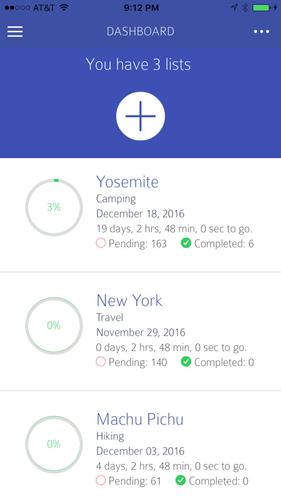 AT&T 9:12 PM
DASHBOARD
You have 3 lists
Yosemite
Camping
3%
December 18, 2016
19 days, 2 hrs, 48 min, 0 sec to go.
Pending: 163 Completed: 6
New York
Travel
0%
November 29, 2016
0 days, 2 hrs, 48 min, 0 sec to go.
Pending: 140 Completed: 0
Machu Pichu
Hiking
0%
December 03, 2016
4 days, 2 hrs, 48 min, 0 sec to go.
Pending: 61 Completed: 0